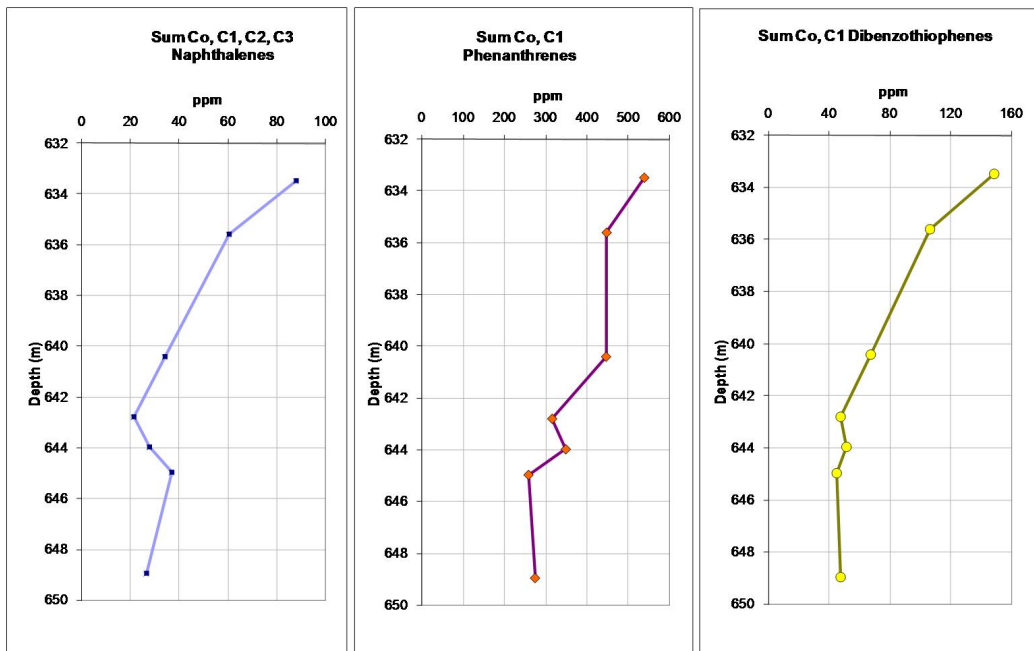 Sum Co, C1, C2, C3
Naphthalenes
ppm
0 20 40 60 80 100
632
634
636
638
640
642
644
646
648
650
Depth (m)
Sum Co, C1
Phenanthrenes
ppm
0 100 200 300 400 500 600
632
634
636
638
640
642
644
646
648
650
Depth (m)
Sum Co, C1 Dibenzothiophenes
ppm
0 40 80 120 160
632
634
636
638
640
642
644
646
648
650
Depth (m)